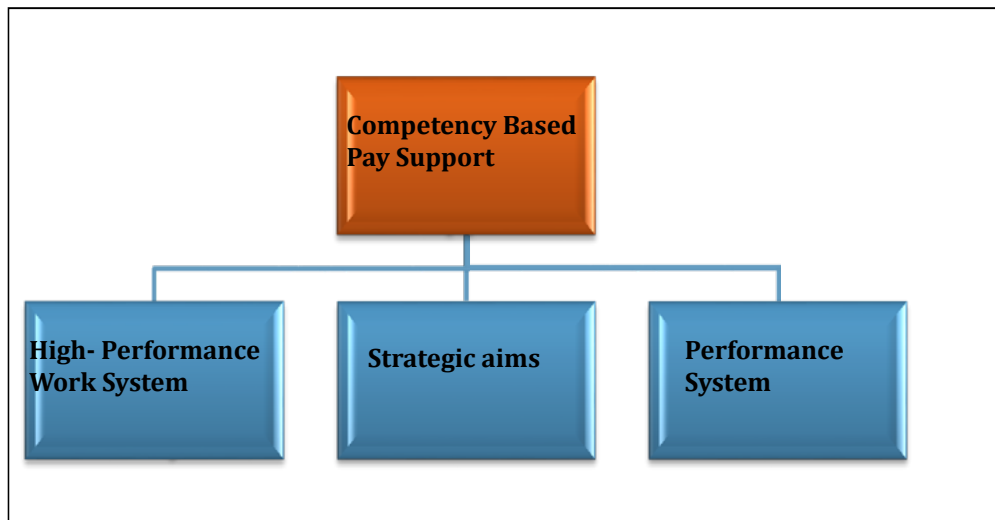 Competency Based
Pay Support
High- Performance
Work System
Strategic aims
Performance
System